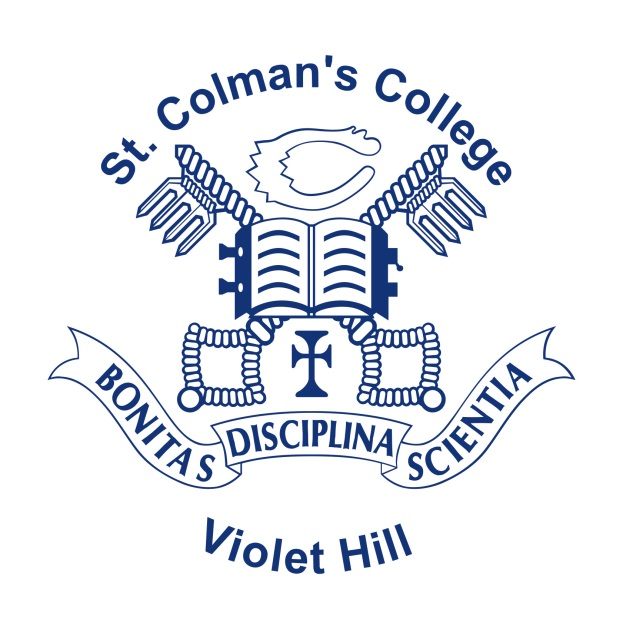 St. Colman's College
BONITAS DISCIPLINA SCIENTIA
Violet Hill